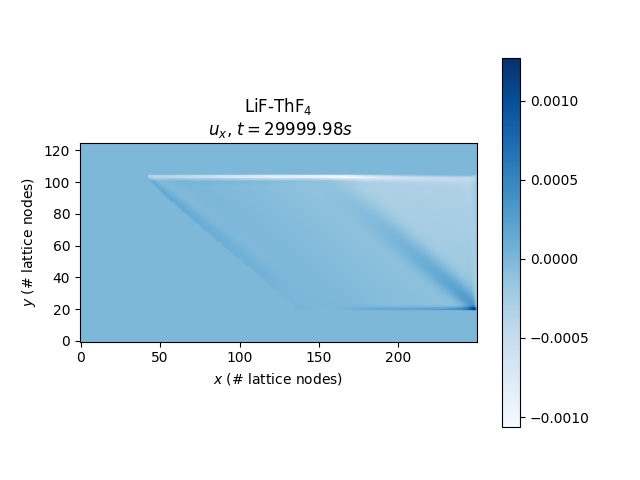 LiF-ThF₄
uₓ, t = 29999.98s
y (# lattice nodes)
120
100
80
60
40
20
0
0 50 100 150 200
x (# lattice nodes)
0.0010
0.0005
0.0000
−0.0005
−0.0010